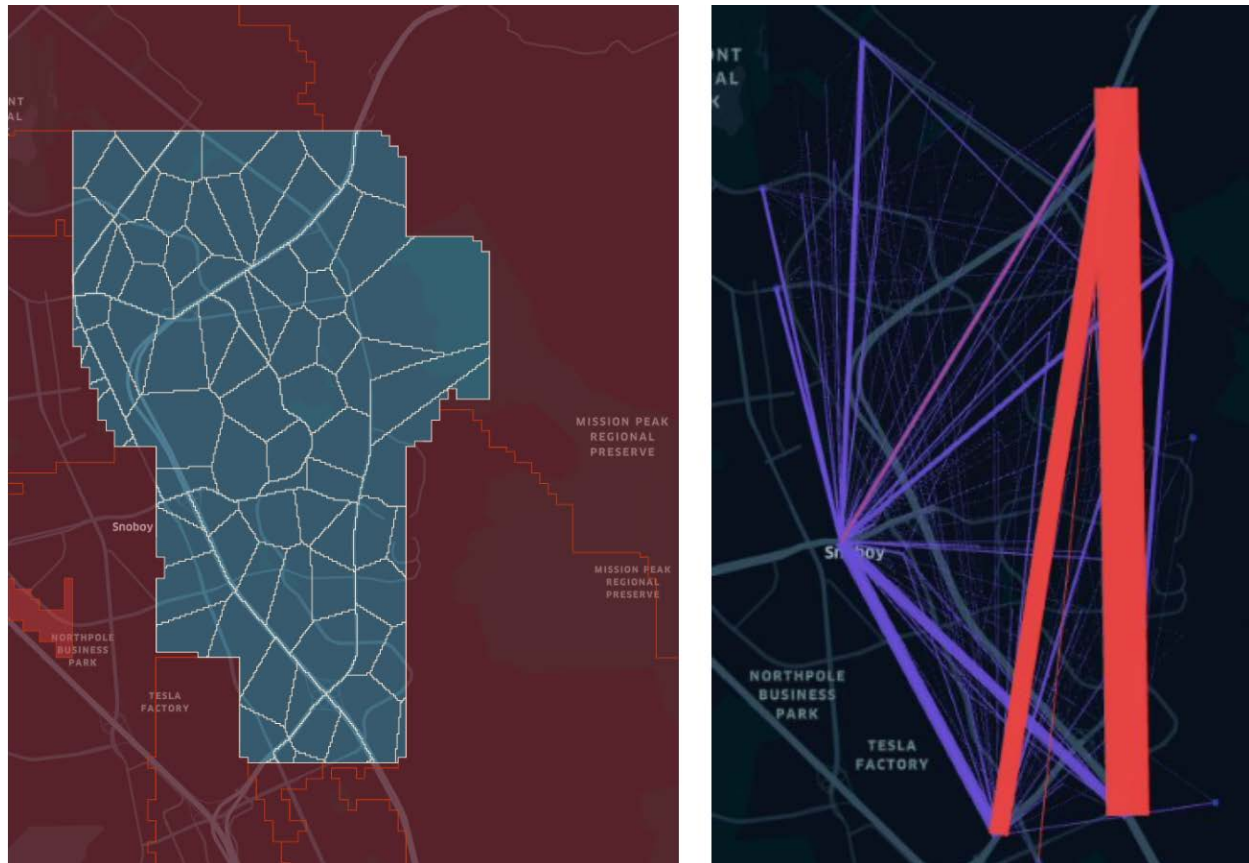 NT
AL
MISSION PEAK
REGIONAL
PRESERVE
Snoboy
MISSION PEAK
REGIONAL
PRESERVE
NORTHPOLE
BUSINESS
PARK
TESLA
FACTORY
ONT
AL
K
Snoboy
NORTHPOLE
BUSINESS
PARK
TESLA
FACTORY